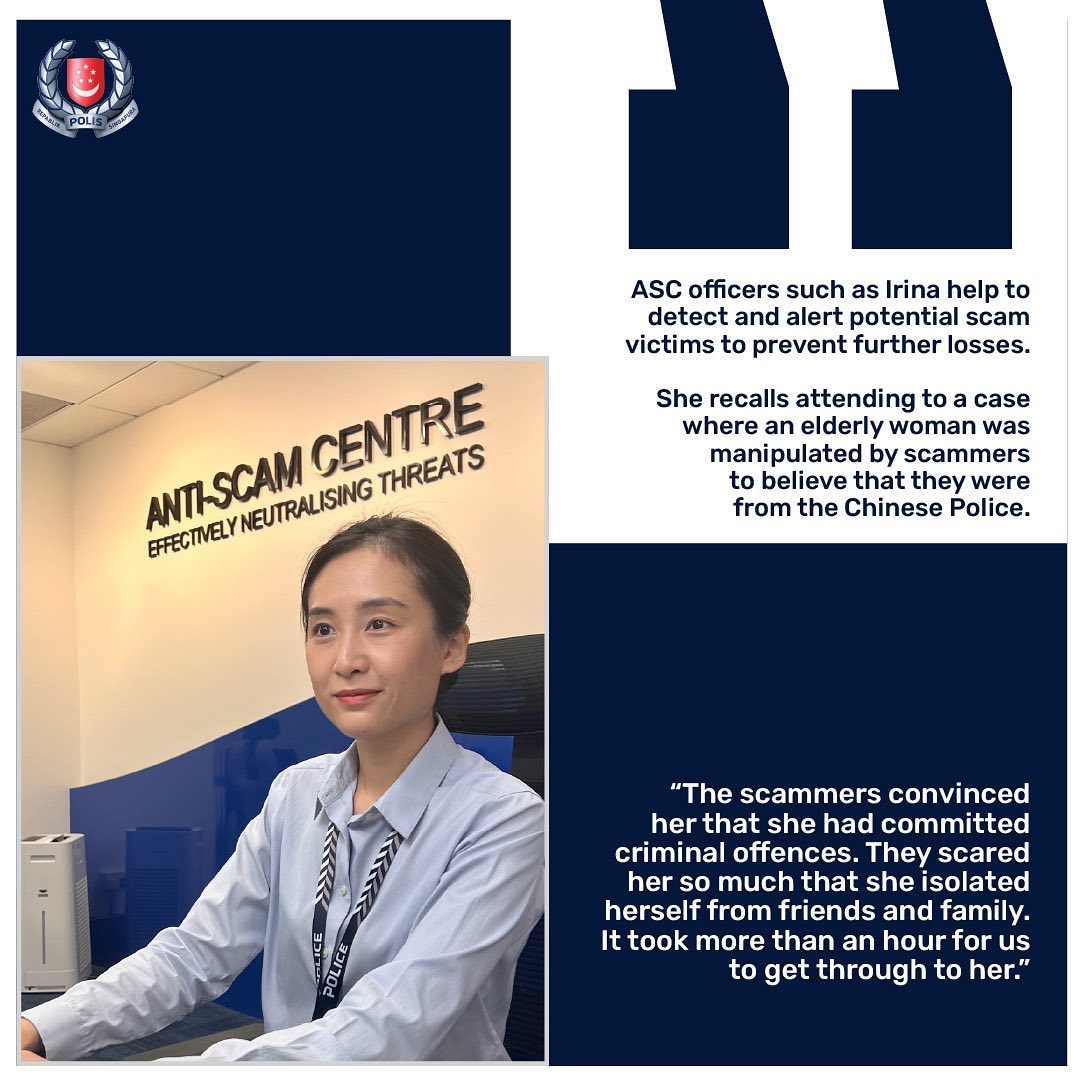 REPABLIK POLIS SINGAPURA
ASC officers such as Irina help to
detect and alert potential scam
victims to prevent further losses.
She recalls attending to a case
where an elderly woman was
manipulated by scammers
to believe that they were
from the Chinese Police.
ANTI-SCAM CENTRE
EFFECTIVELY NEUTRALISING THREATS
POLICE
POLICE
“The scammers convinced
her that she had committed
criminal offences. They scared
her so much that she isolated
herself from friends and family.
It took more than an hour for us
to get through to her.”